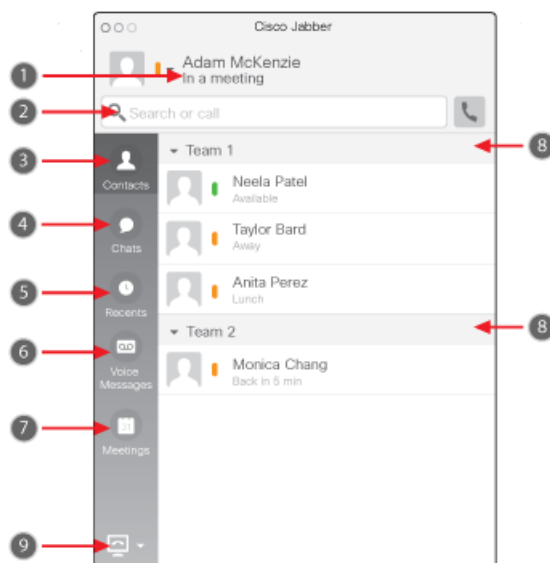 Cisco Jabber
Adam McKenzie
1
In a meeting
2
Search or call
8
3
Team 1
Contacts
Neela Patel
Available
4
Chats
Taylor Bard
Away
5
Recents
Anita Perez
Lunch
8
Team 2
6
Voice
Messages
Monica Chang
Back in 5 min
7
31
Meetings
9